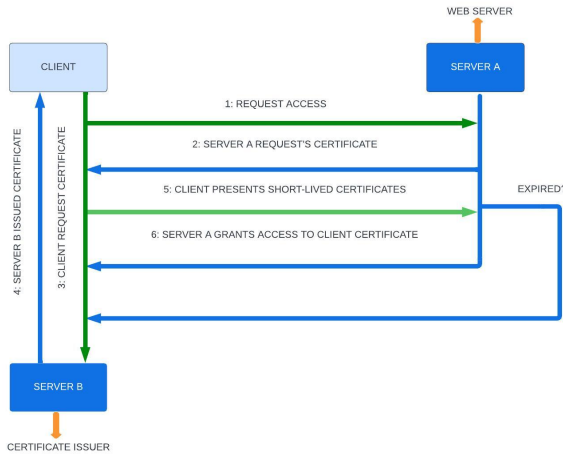 WEB SERVER
CLIENT
SERVER A
1: REQUEST ACCESS
2: SERVER A REQUEST'S CERTIFICATE
5: CLIENT PRESENTS SHORT-LIVED CERTIFICATES
EXPIRED?
6: SERVER A GRANTS ACCESS TO CLIENT CERTIFICATE
4: SERVER B ISSUED CERTIFICATE
3: CLIENT REQUEST CERTIFICATE
SERVER B
CERTIFICATE ISSUER